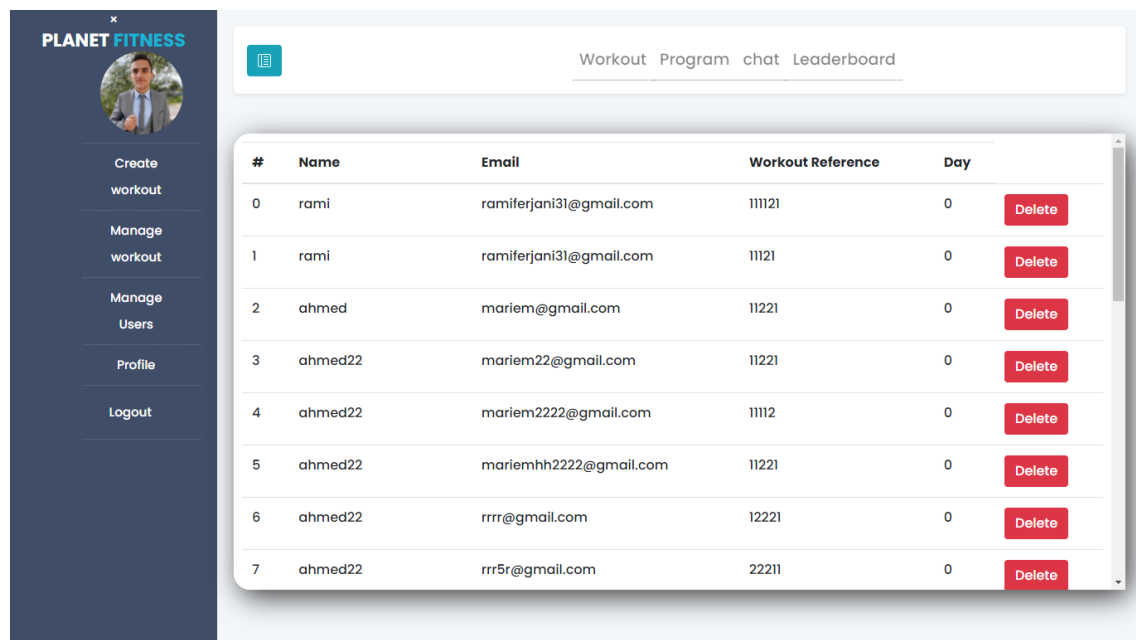 ×
PLANET FITNESS
Create
workout
Manage
workout
Manage
Users
Profile
Logout
Workout Program chat Leaderboard
# Name Email Workout Reference Day
0 rami ramiferjani31@gmail.com 111121 0 Delete
1 rami ramiferjani31@gmail.com 11121 0 Delete
2 ahmed mariem@gmail.com 11221 0 Delete
3 ahmed22 mariem22@gmail.com 11221 0 Delete
4 ahmed22 mariem2222@gmail.com 11112 0 Delete
5 ahmed22 mariemhh2222@gmail.com 11221 0 Delete
6 ahmed22 rrrr@gmail.com 12221 0 Delete
7 ahmed22 rrr5r@gmail.com 22211 0 Delete